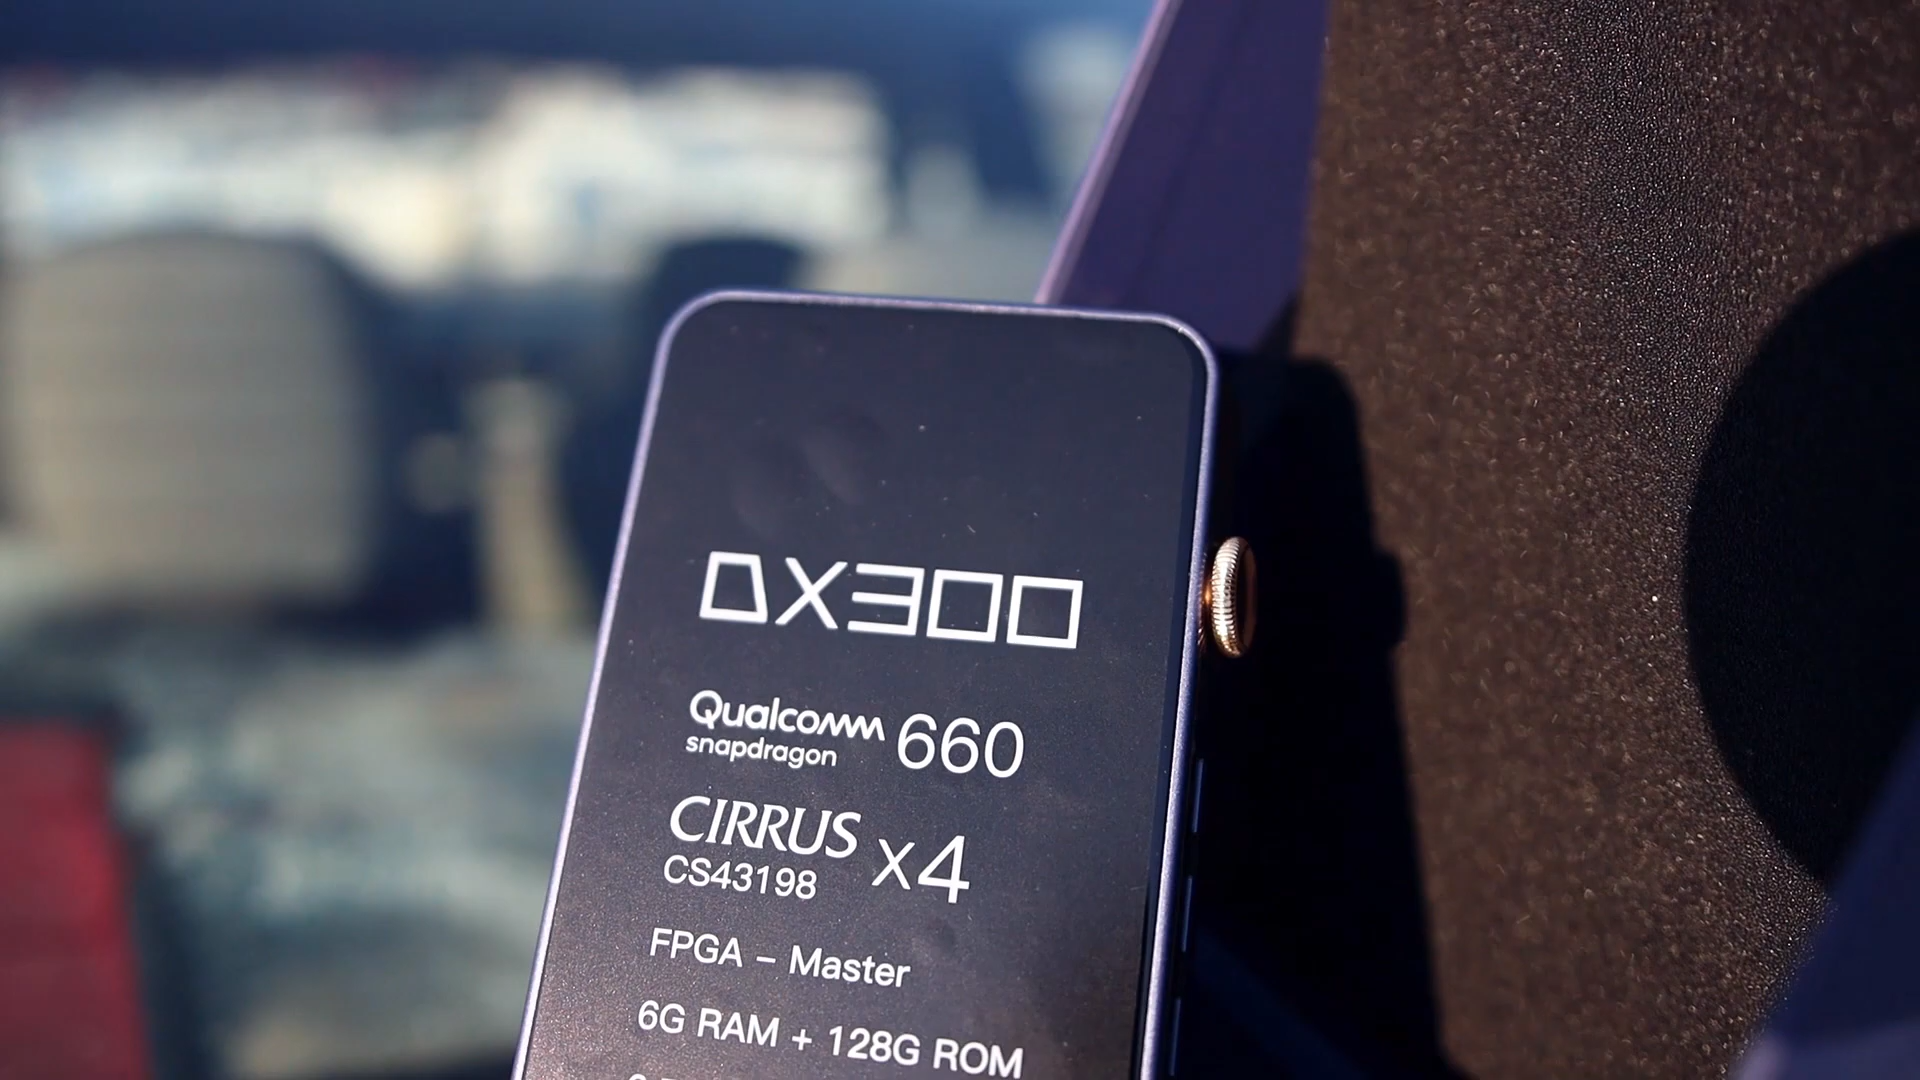 DX300
Qualcomm snapdragon 660
CIRRUS CS43198 x4
FPGA – Master
6G RAM + 128G ROM